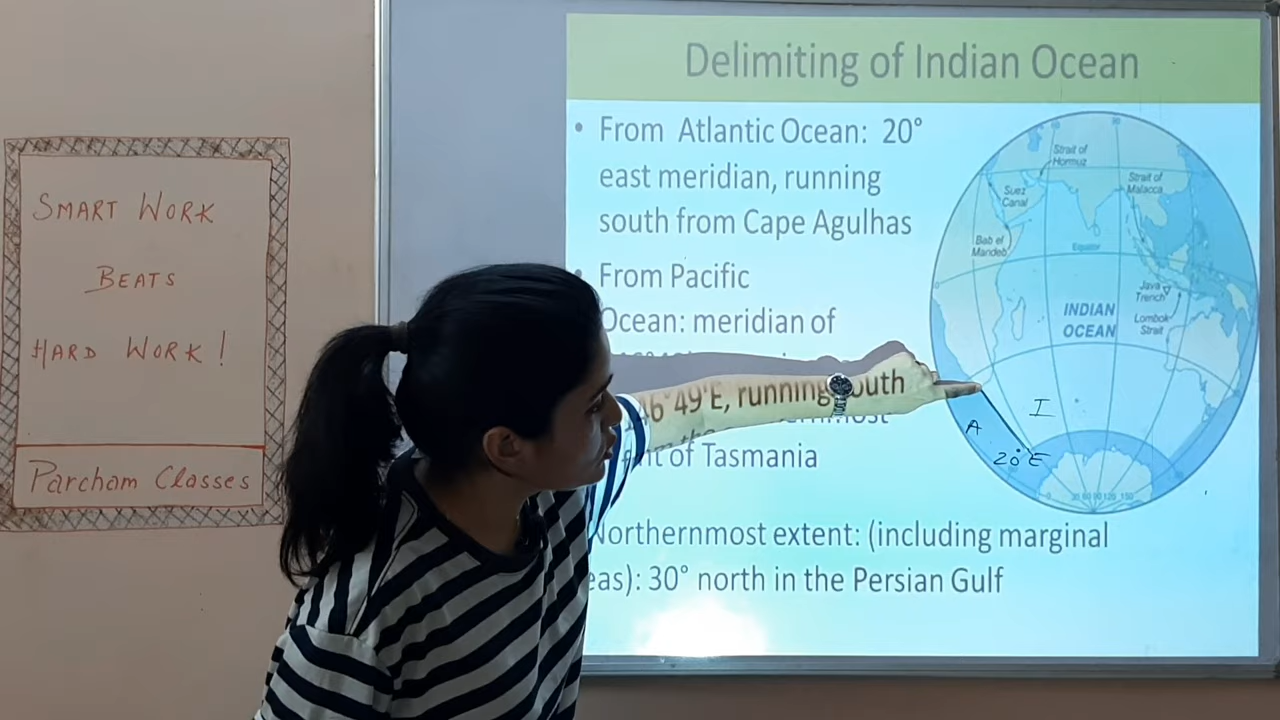 SMART WORK
BEATS
HARD WORK!
Parcham Classes
Delimiting of Indian Ocean
• From Atlantic Ocean: 20°
east meridian, running
south from Cape Agulhas
• From Pacific
Ocean: meridian of
46°49'E, running south
of Tasmania
Northernmost extent: (including marginal
eas): 30° north in the Persian Gulf
Strait of
Hormuz
Suez
Canal
Strait of
Malacca
Bab el
Mandeb
Equator
Java
Trench
INDIAN
OCEAN
Lombok
Strait
A
I
20°E